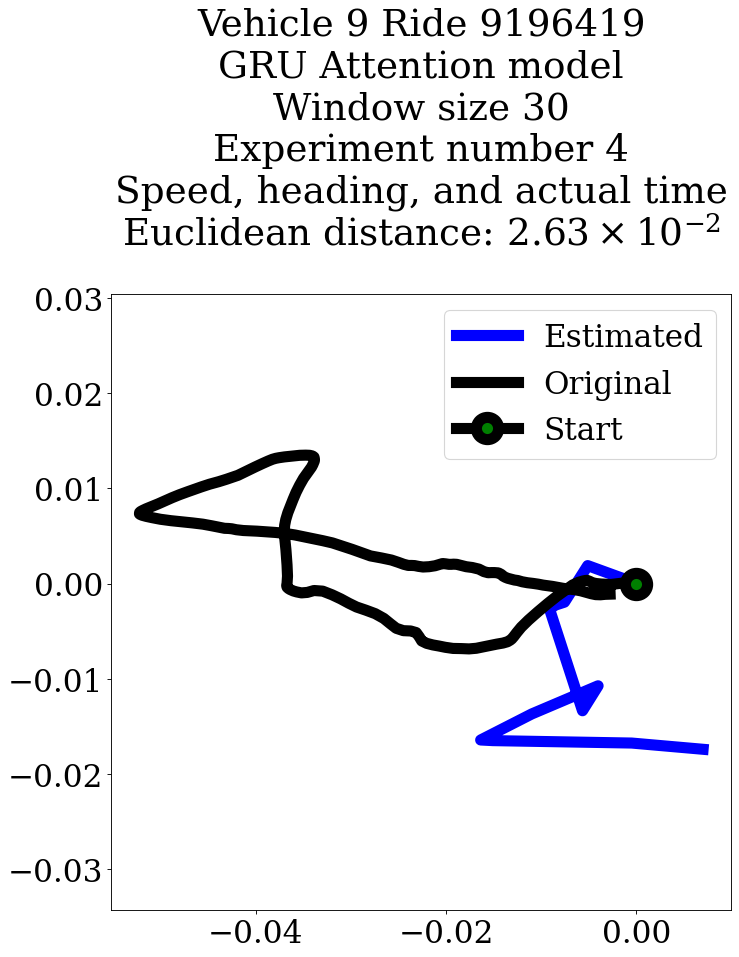 Vehicle 9 Ride 9196419
GRU Attention model
Window size 30
Experiment number 4
Speed, heading, and actual time
Euclidean distance: 2.63 × 10⁻²
0.03
0.02
0.01
0.00
−0.01
−0.02
−0.03
Estimated
Original
Start
−0.04
−0.02
0.00